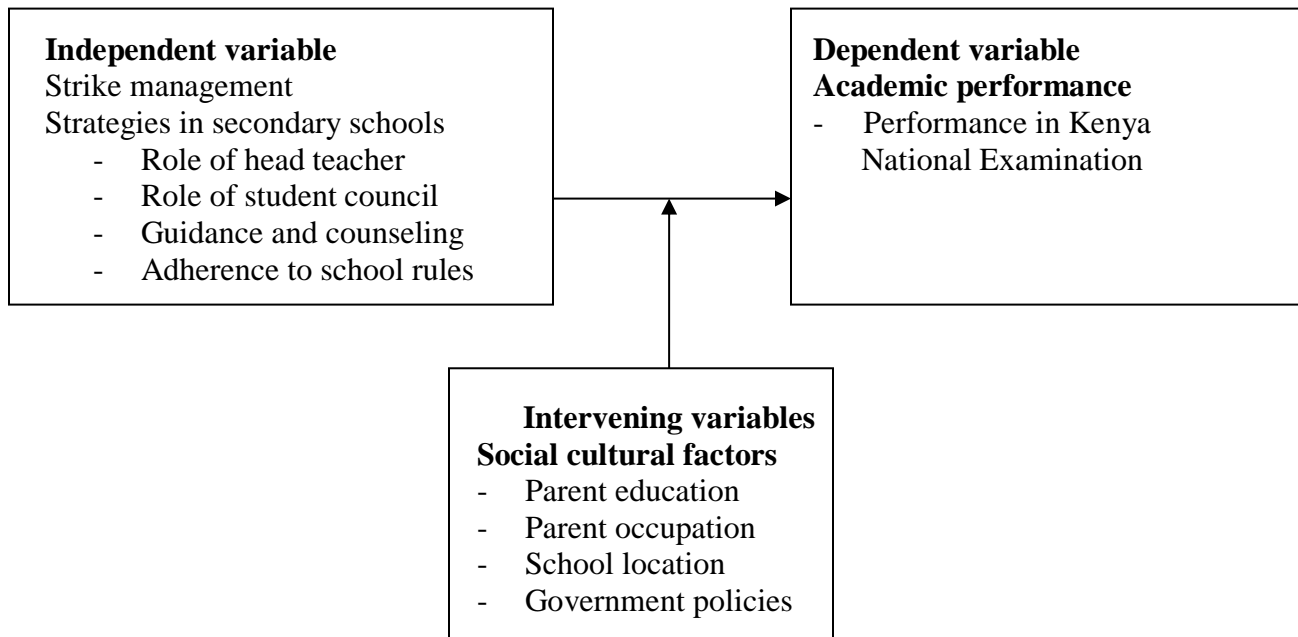 Independent variable
Strike management
Strategies in secondary schools
- Role of head teacher
- Role of student council
- Guidance and counseling
- Adherence to school rules
Dependent variable
Academic performance
- Performance in Kenya
National Examination
Intervening variables
Social cultural factors
- Parent education
- Parent occupation
- School location
- Government policies